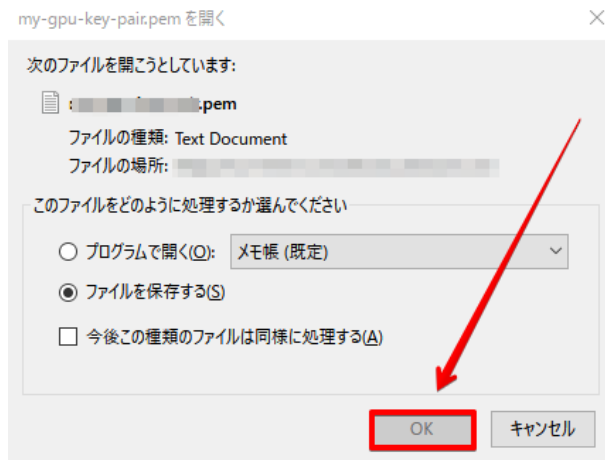 my-gpu-key-pair.pem を開く
次のファイルを開こうとしています:
.pem
ファイルの種類: Text Document
ファイルの場所:
このファイルをどのように処理するか選んでください
プログラムで開く(O): メモ帳 (既定)
ファイルを保存する(S)
今後この種類のファイルは同様に処理する(A)
OK キャンセル